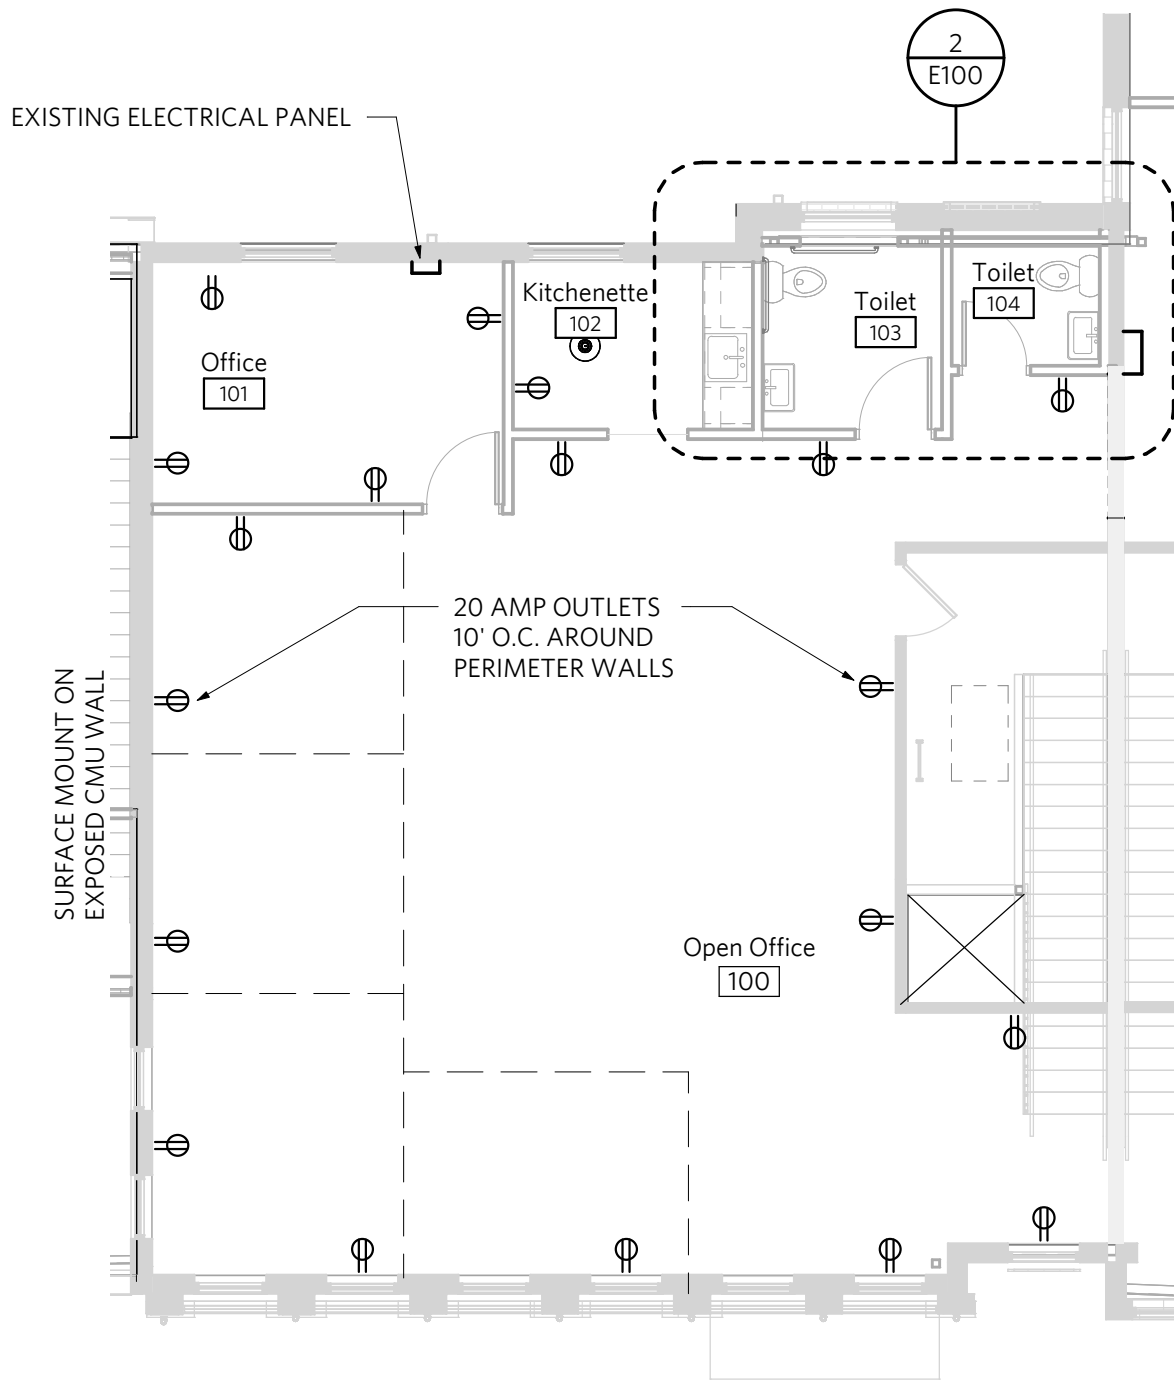 2
E100
EXISTING ELECTRICAL PANEL
Kitchenette
102
Toilet
103
Toilet
104
Office
101
C
20 AMP OUTLETS
10' O.C. AROUND
PERIMETER WALLS
SURFACE MOUNT ON
EXPOSED CMU WALL
Open Office
100